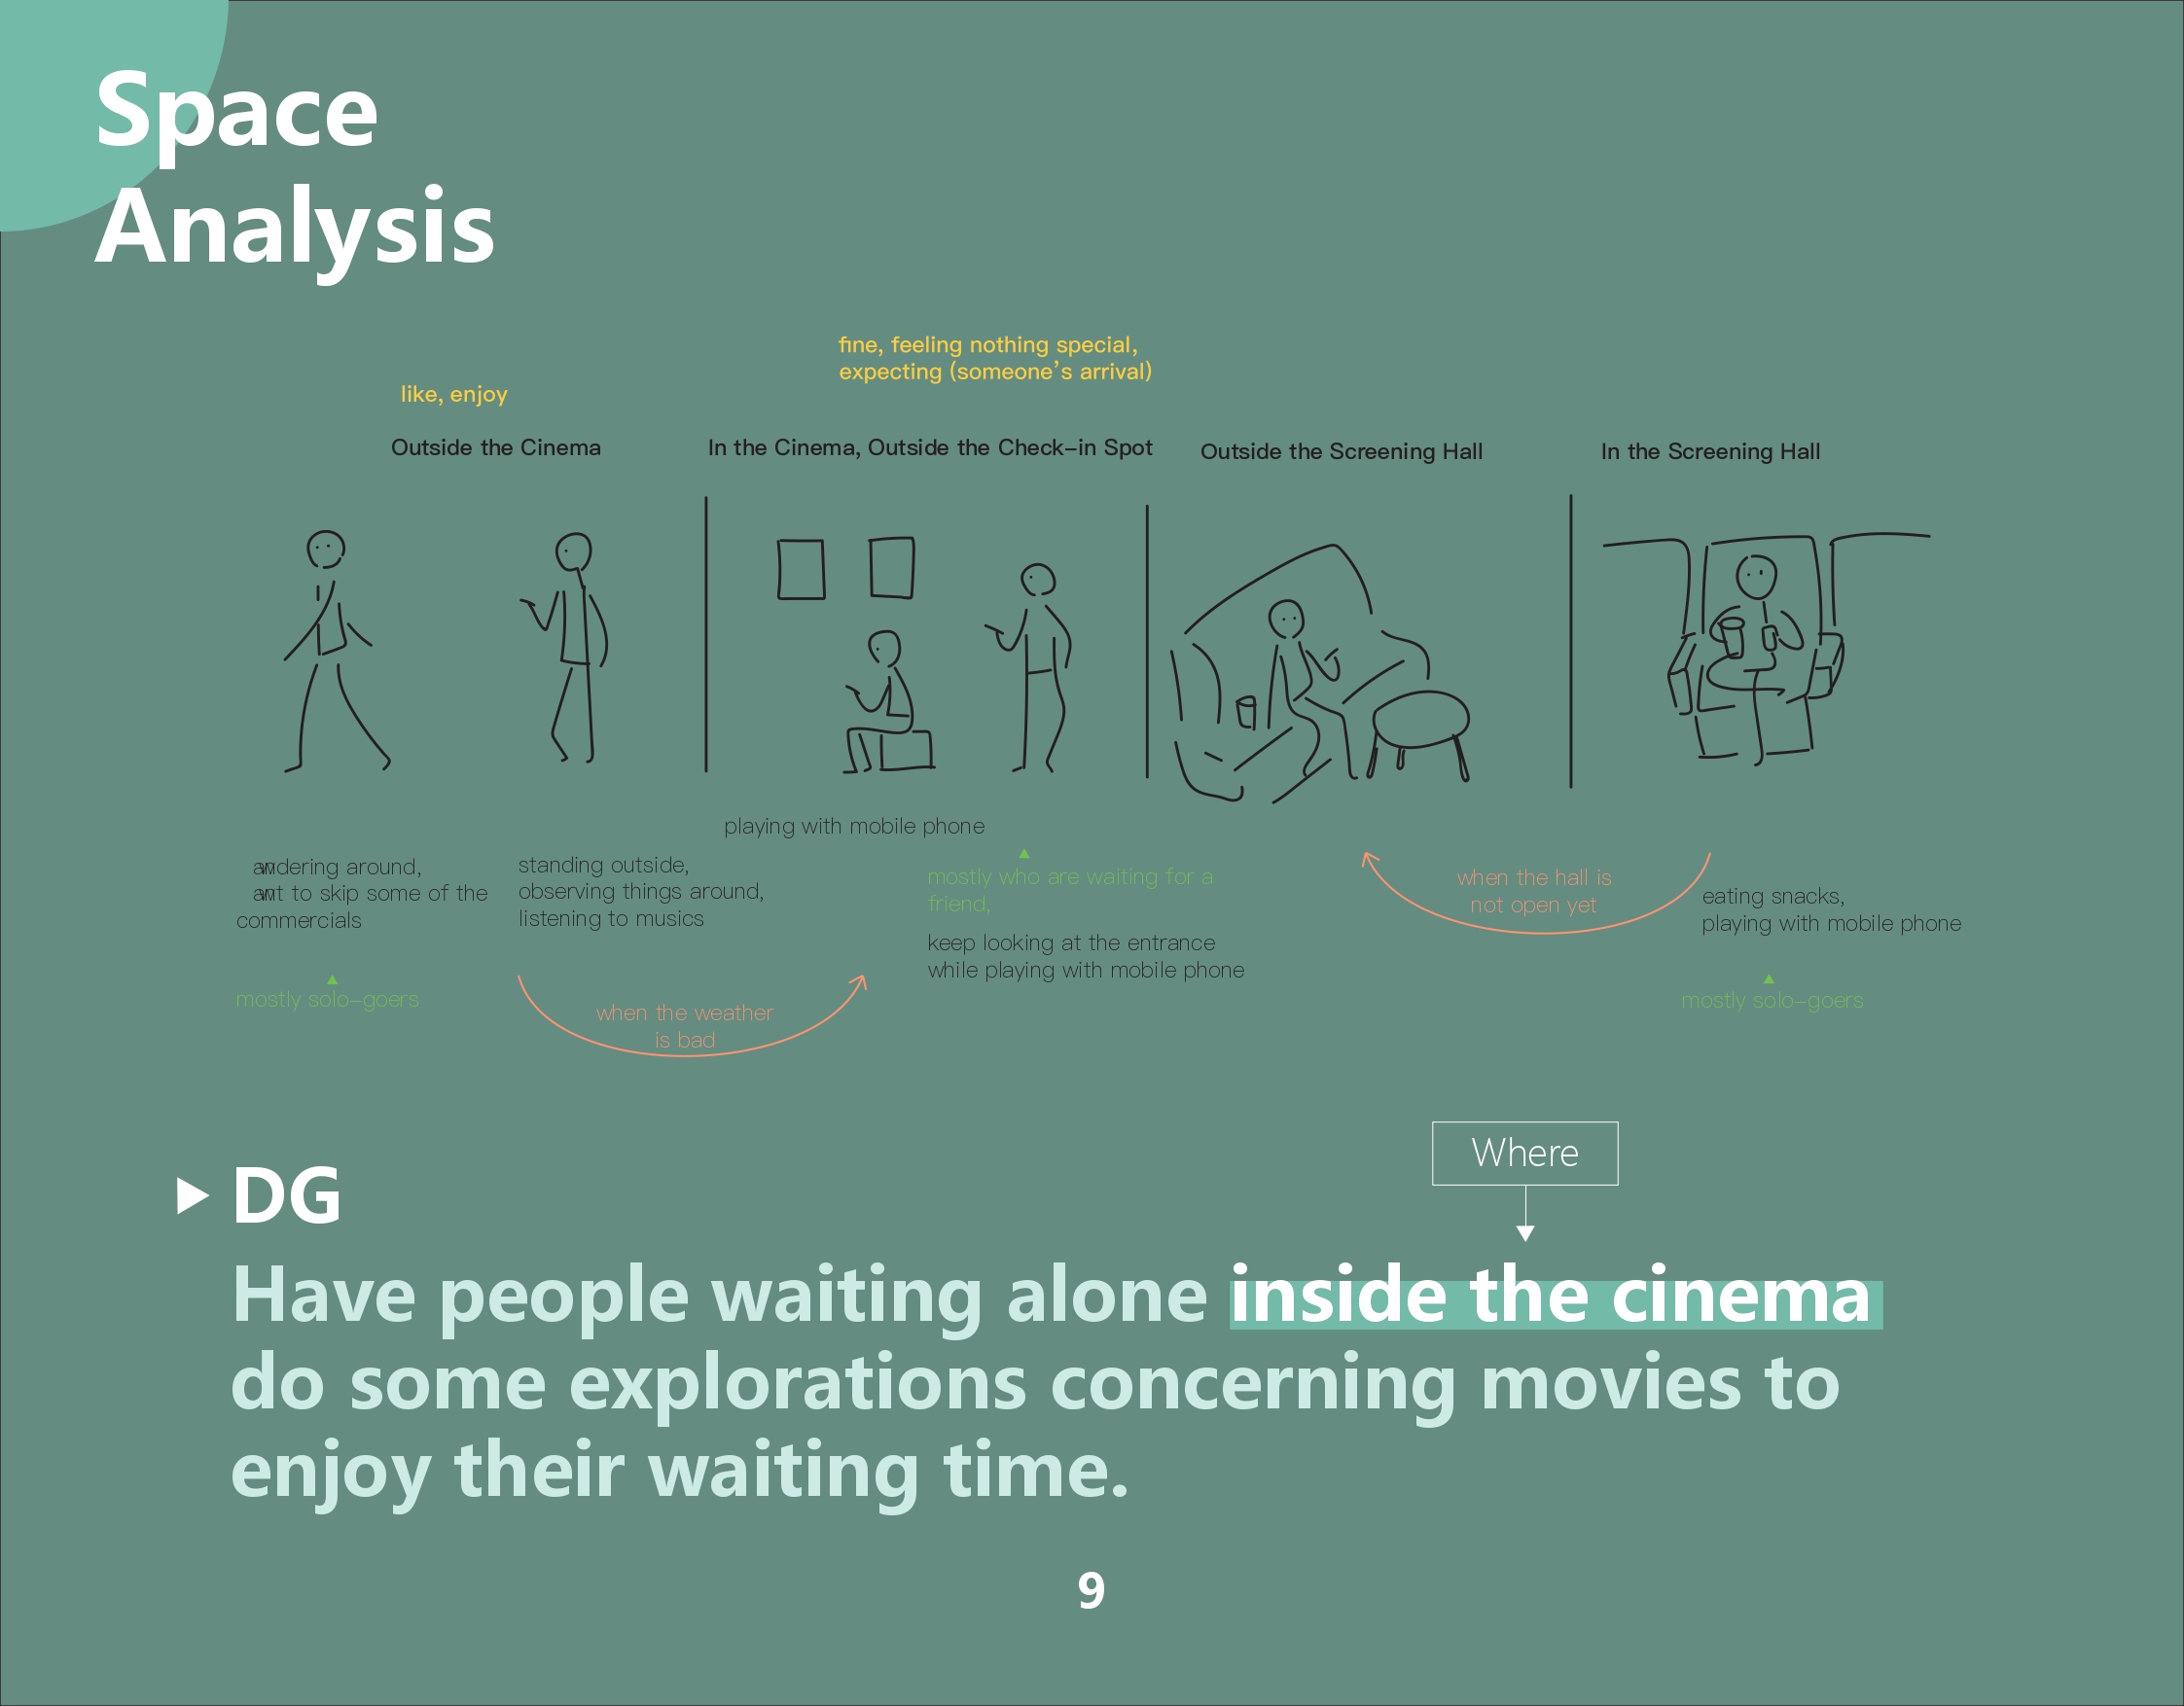 Space
Analysis
fine, feeling nothing special,
expecting (someone's arrival)
like, enjoy
Outside the Cinema
In the Cinema, Outside the Check-in Spot
Outside the Screening Hall
In the Screening Hall
playing with mobile phone
around,
to skip some of the
commercials
mostly solo-goers
standing outside,
observing things around,
listening to musics
when the weather
is bad
mostly who are waiting for a
friend,
keep looking at the entrance
while playing with mobile phone
when the hall is
not open yet
eating snacks,
playing with mobile phone
mostly solo-goers
Where
DG
Have people waiting alone inside the cinema
do some explorations concerning movies to
enjoy their waiting time.
9